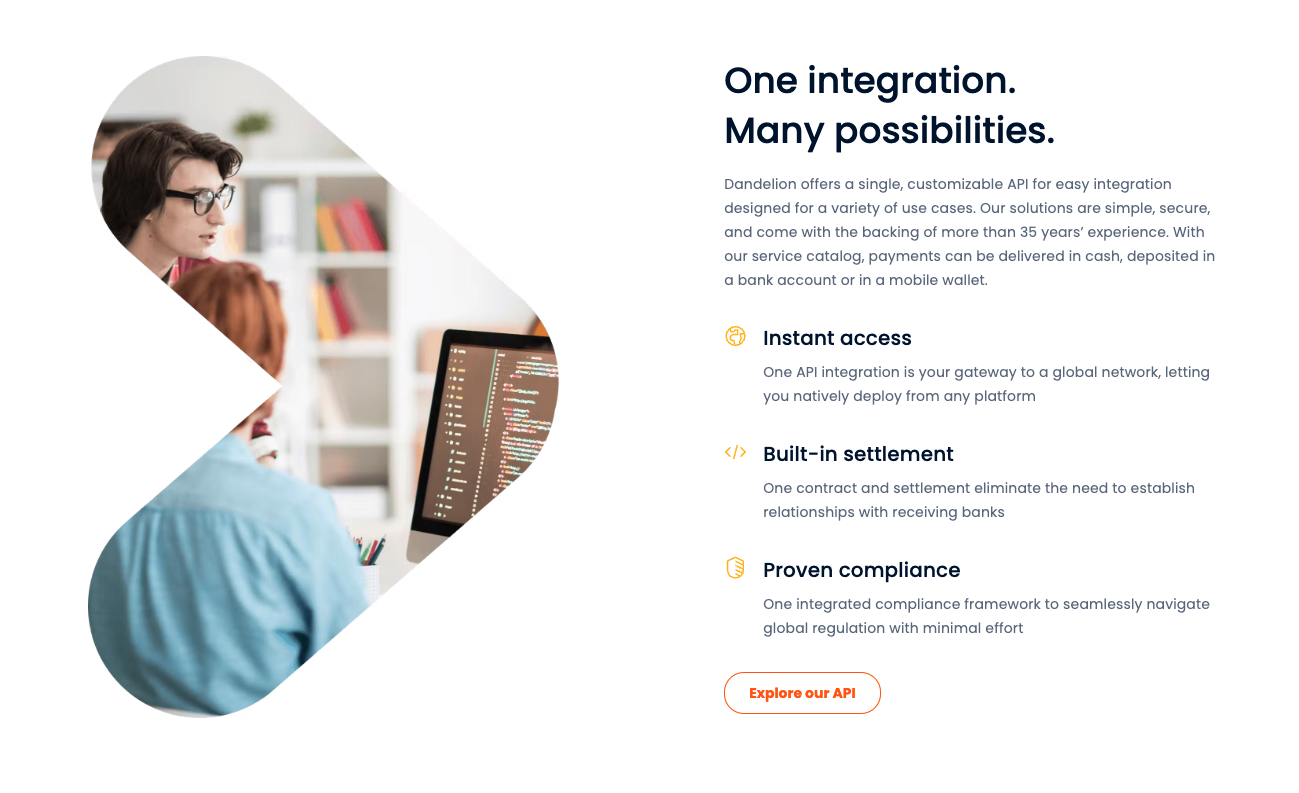 One integration.
Many possibilities.
Dandelion offers a single, customizable API for easy integration
designed for a variety of use cases. Our solutions are simple, secure,
and come with the backing of more than 35 years’ experience. With
our service catalog, payments can be delivered in cash, deposited in
a bank account or in a mobile wallet.
Instant access
One API integration is your gateway to a global network, letting
you natively deploy from any platform
Built-in settlement
One contract and settlement eliminate the need to establish
relationships with receiving banks
Proven compliance
One integrated compliance framework to seamlessly navigate
global regulation with minimal effort
Explore our API